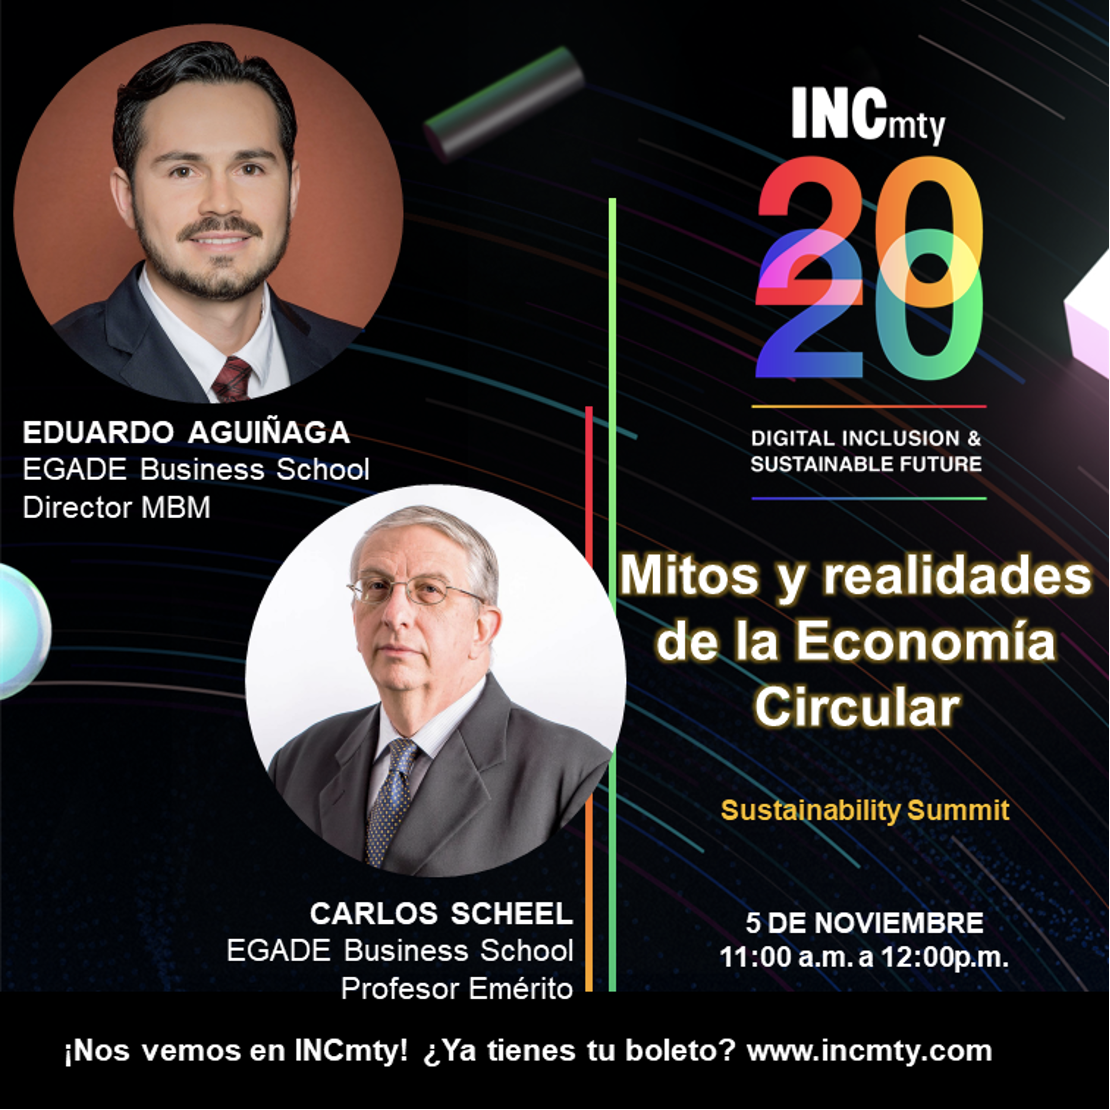 INCmty
2020
DIGITAL INCLUSION &
SUSTAINABLE FUTURE
EDUARDO AGUIÑAGA
EGADE Business School
Director MBM
CARLOS SCHEEL
EGADE Business School
Profesor Emérito
Mitos y realidades
de la Economía
Circular
Sustainability Summit
5 DE NOVIEMBRE
11:00 a.m. a 12:00p.m.
¡Nos vemos en INCmty! ¿Ya tienes tu boleto? www.incmty.com